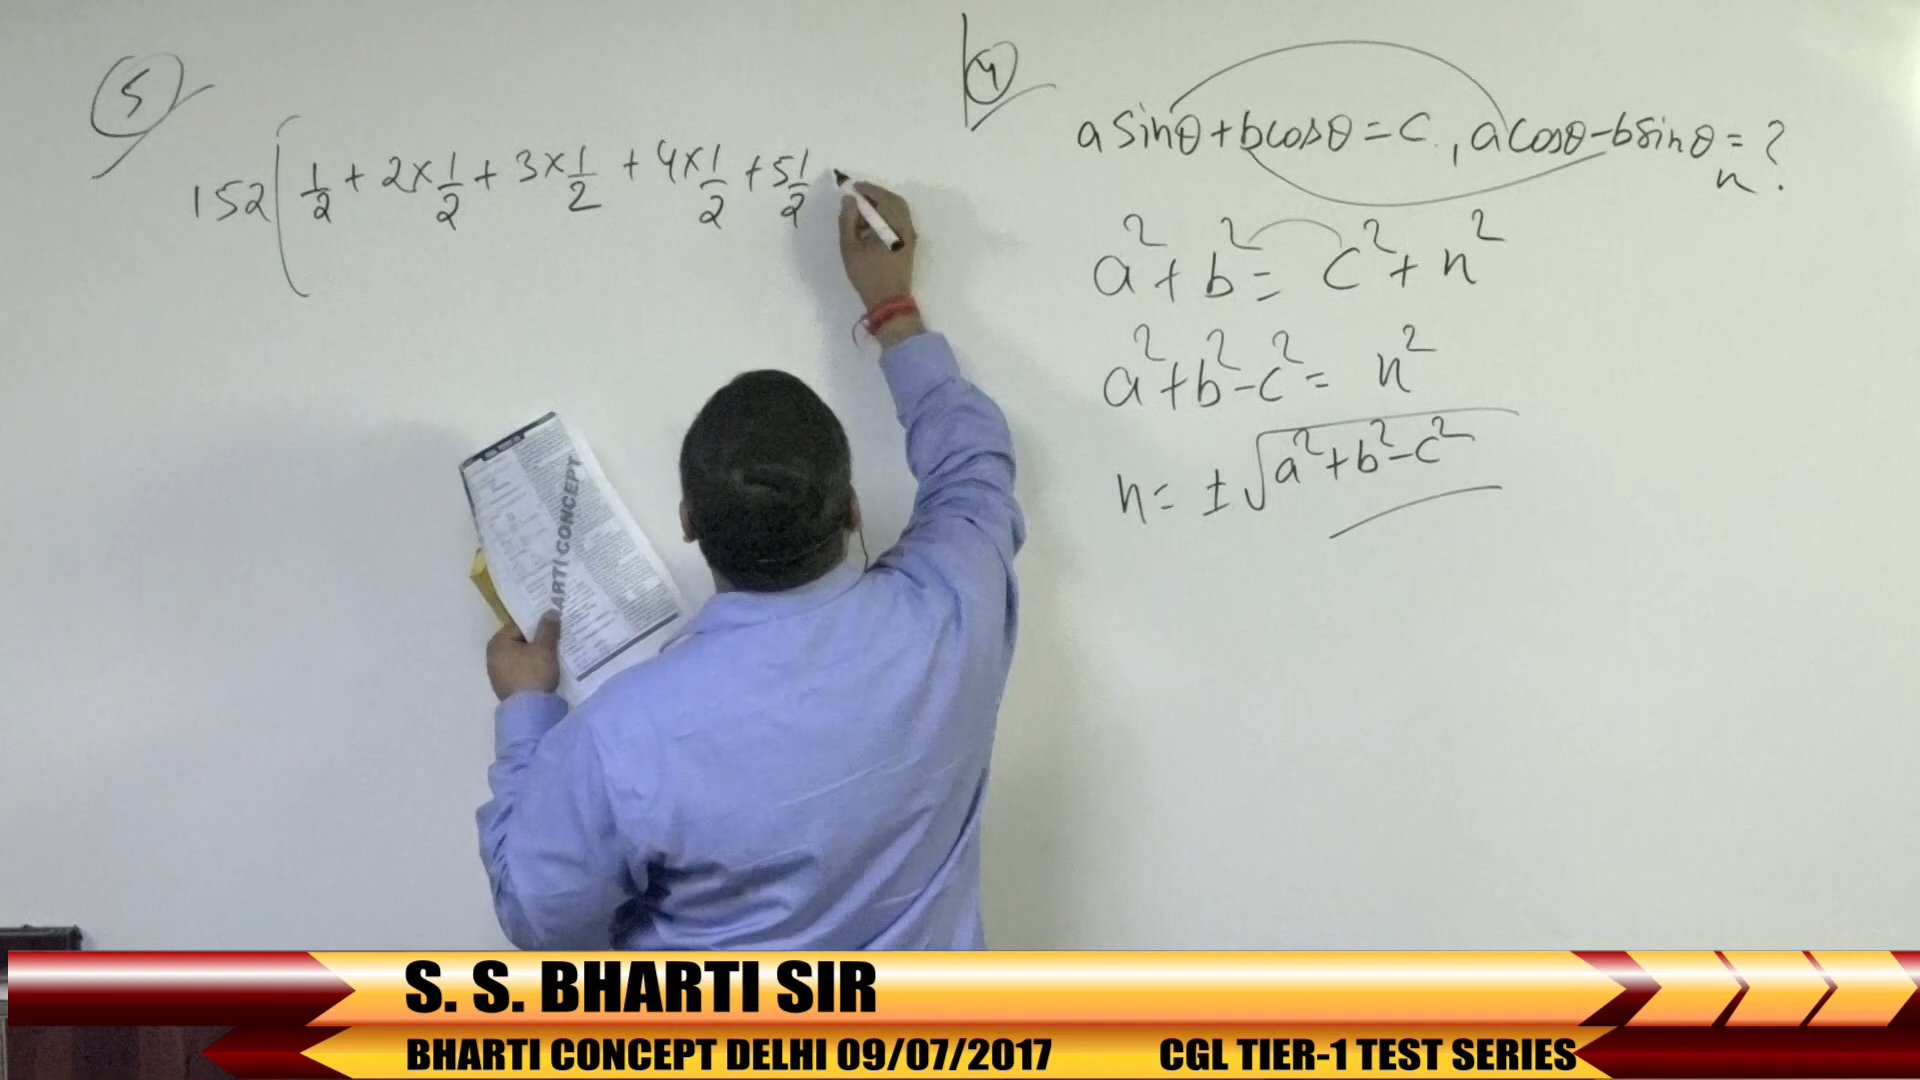 5
152 ( 1/2 + 2 × 1/2 + 3 × 1/2 + 4 × 1/2 + 5 1/2
4
a sinθ + b cosθ = c , a cosθ - b sinθ = ?
n
a² + b² = c² + n²
a² + b² - c² = n²
n = ± √a² + b² - c²
ARTI CONCEPT
S. S. BHARTI SIR
BHARTI CONCEPT DELHI 09/07/2017 CGL TIER-1 TEST SERIES